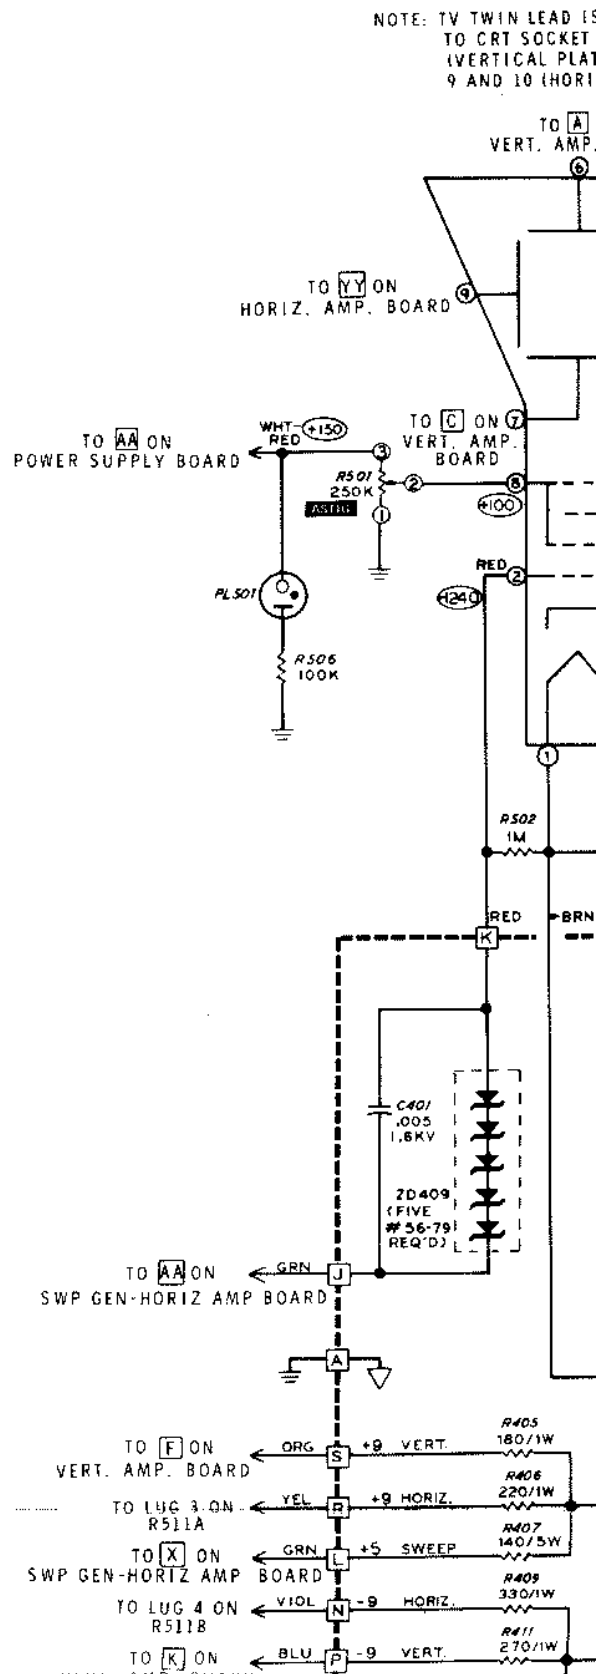 NOTE: TV TWIN LEAD IS
TO CRT SOCKET
(VERTICAL PLAT
9 AND 10 (HORI
TO A
VERT. AMP.
6
TO YY ON
HORIZ. AMP. BOARD
9
TO C ON
VERT. AMP.
BOARD
7
WHT-
RED
+150
TO AA ON
POWER SUPPLY BOARD
3
R501
250K
2
8
ASTIG
1
+100
RED
2
PL501
R506
100K
1
R502
1M
RED
BRN
K
C401
.005
1.6KV
ZD409
(FIVE
#56-79
REQ'D)
TO AA ON
SWP GEN-HORIZ AMP BOARD
GRN
J
A
R405
180/1W
TO F ON
VERT. AMP. BOARD
ORG S +9 VERT.
R406
220/1W
TO LUG 3 ON
R511A
YEL R +9 HORIZ.
R407
140/5W
TO X ON
SWP GEN-HORIZ AMP BOARD
GRN L +5 SWEEP
R409
330/1W
TO LUG 4 ON
R511B
VIOL N -9 HORIZ.
R411
270/1W
TO K ON
BLU P -9 VERT.